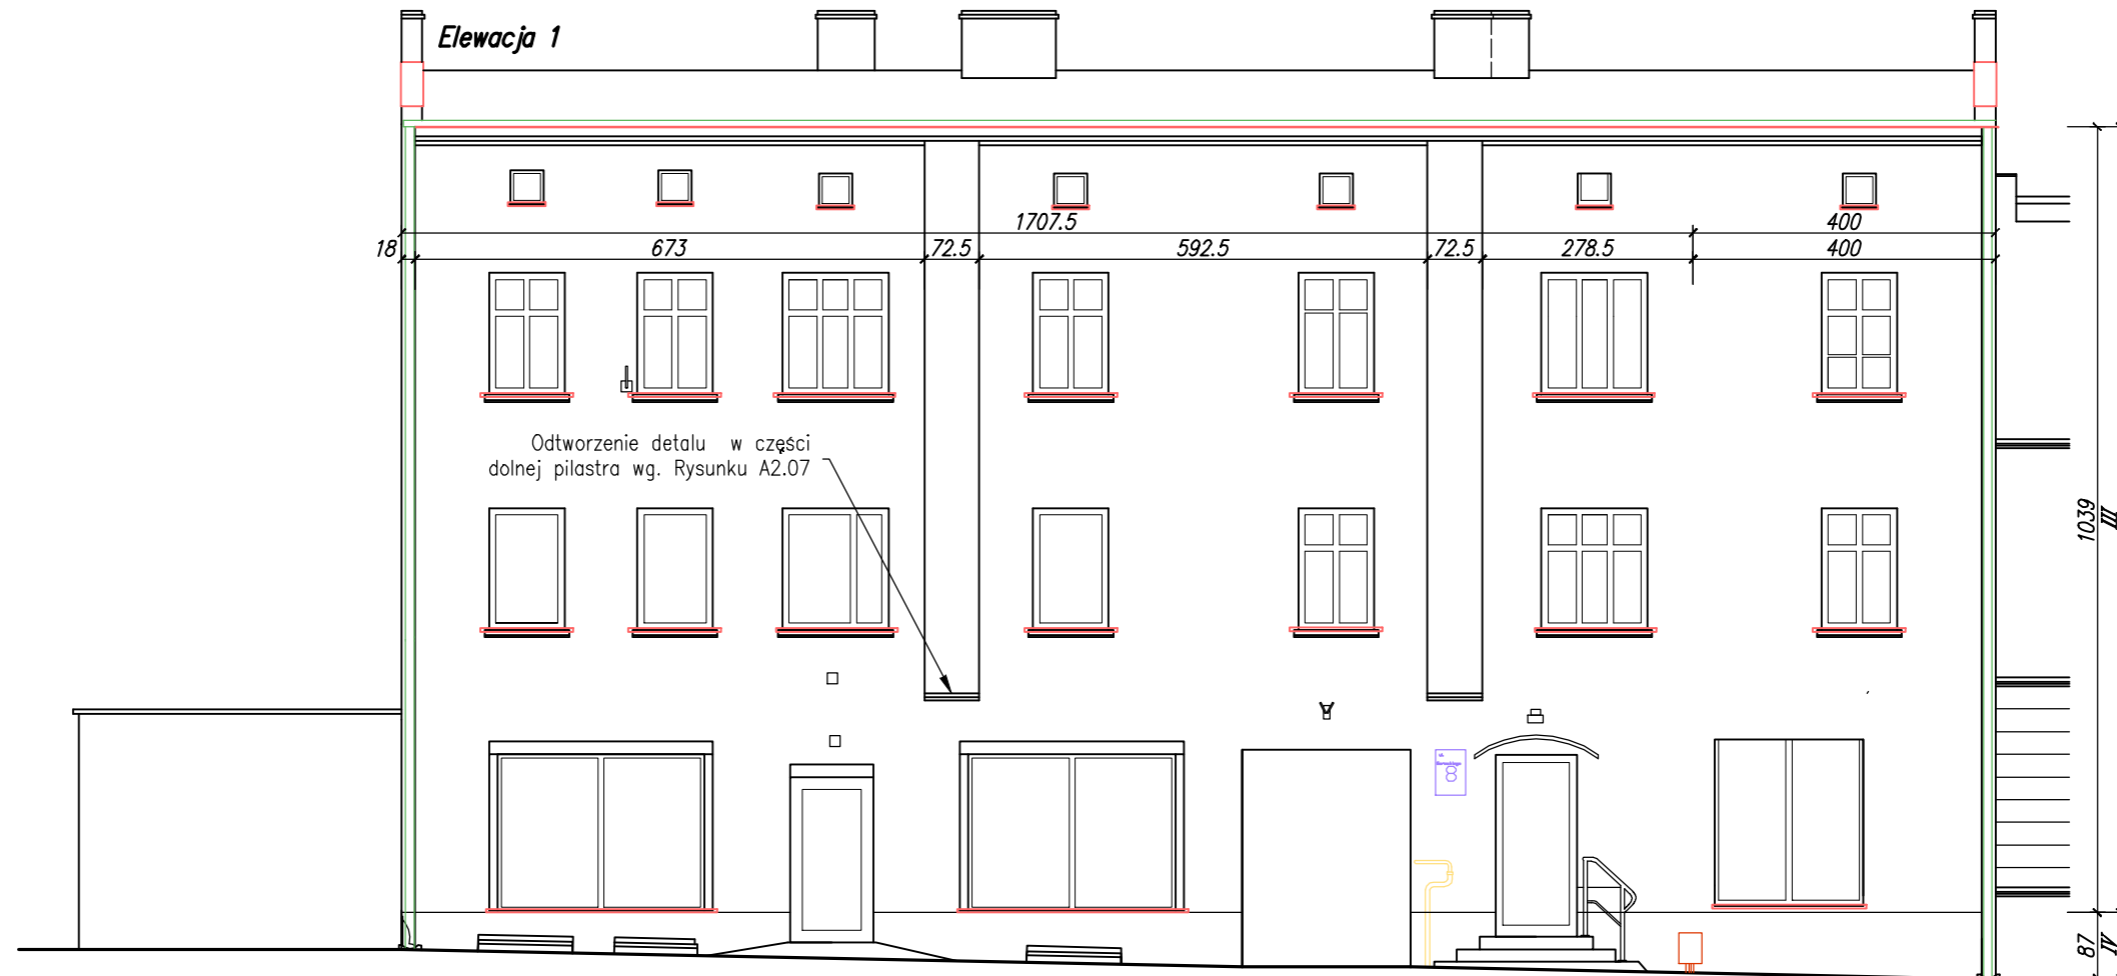 Elewacja 1
1707.5
400
18
673
72.5
592.5
72.5
278.5
400
Odtworzenie detalu w części
dolnej pilastra wg. Rysunku A2.07
1039
III
ul.
8
87
IV